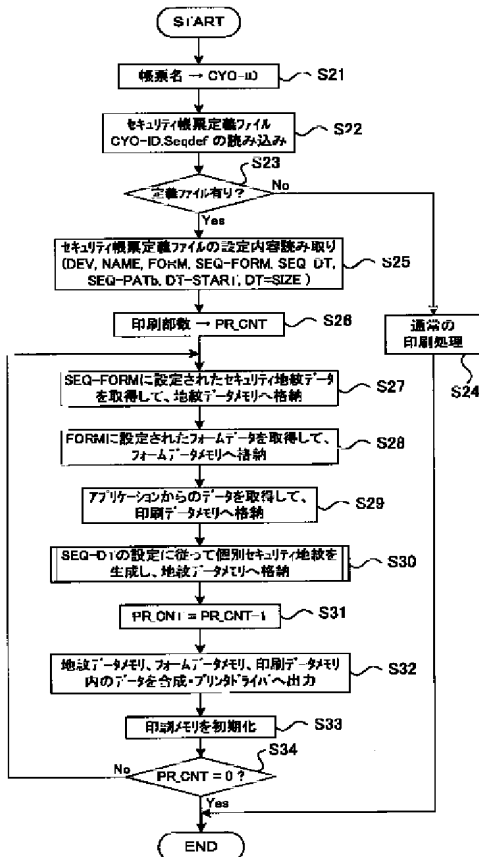 START
帳票名 → CYO-ID
S21
セキュリティ帳票定義ファイル
CYO-ID.Seqdef の読み込み
S22
S23
定義ファイル有り?
No
Yes
セキュリティ帳票定義ファイルの設定内容読み取り
(DEV, NAME, FORM, SEQ-FORM, SEQ_DT,
SEQ-PATb, DT-START, DT=SIZE )
S25
印刷部数 → PR_CNT
S26
通常の
印刷処理
S24
SEQ-FORMに設定されたセキュリティ地紋データ
を取得して、地紋データメモリへ格納
S27
FORMに設定されたフォームデータを取得して、
フォームデータメモリへ格納
S28
アプリケーションからのデータを取得して、
印刷データメモリへ格納
S29
SEQ-DTの設定に従って個別セキュリティ地紋を
生成し、地紋データメモリへ格納
S30
PR_CNT = PR_CNT-1
S31
地紋データメモリ、フォームデータメモリ、印刷データメモリ
内のデータを合成・プリンタドライバへ出力
S32
印刷メモリを初期化
S33
S34
No
PR_CNT = 0 ?
Yes
END